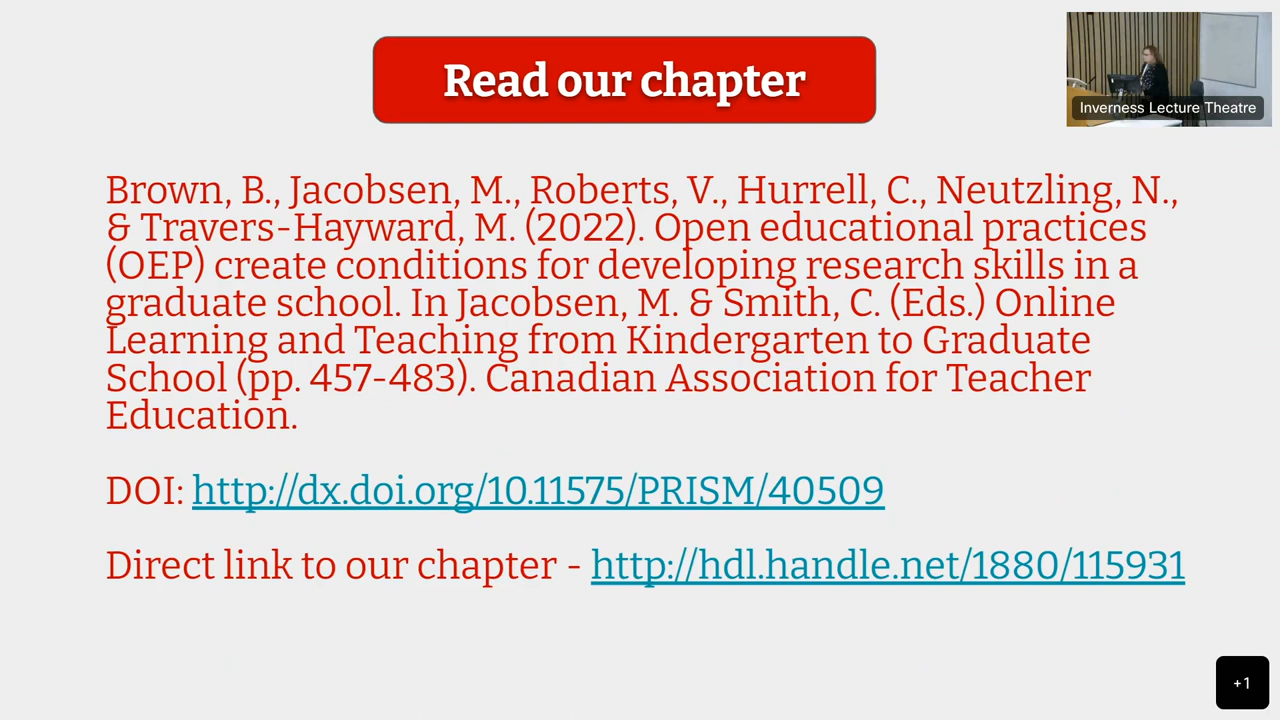 Read our chapter
Inverness Lecture Theatre
Brown, B., Jacobsen, M., Roberts, V., Hurrell, C., Neutzling, N.,
& Travers-Hayward, M. (2022). Open educational practices
(OEP) create conditions for developing research skills in a
graduate school. In Jacobsen, M. & Smith, C. (Eds.) Online
Learning and Teaching from Kindergarten to Graduate
School (pp. 457-483). Canadian Association for Teacher
Education.
DOI: http://dx.doi.org/10.11575/PRISM/40509
Direct link to our chapter - http://hdl.handle.net/1880/115931
+1